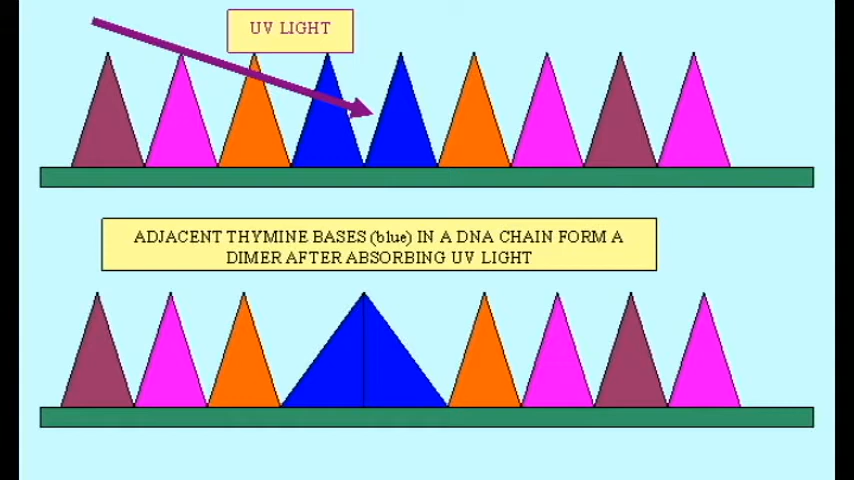 UV LIGHT
ADJACENT THYMINE BASES (blue) IN A DNA CHAIN FORM A
DIMER AFTER ABSORBING UV LIGHT